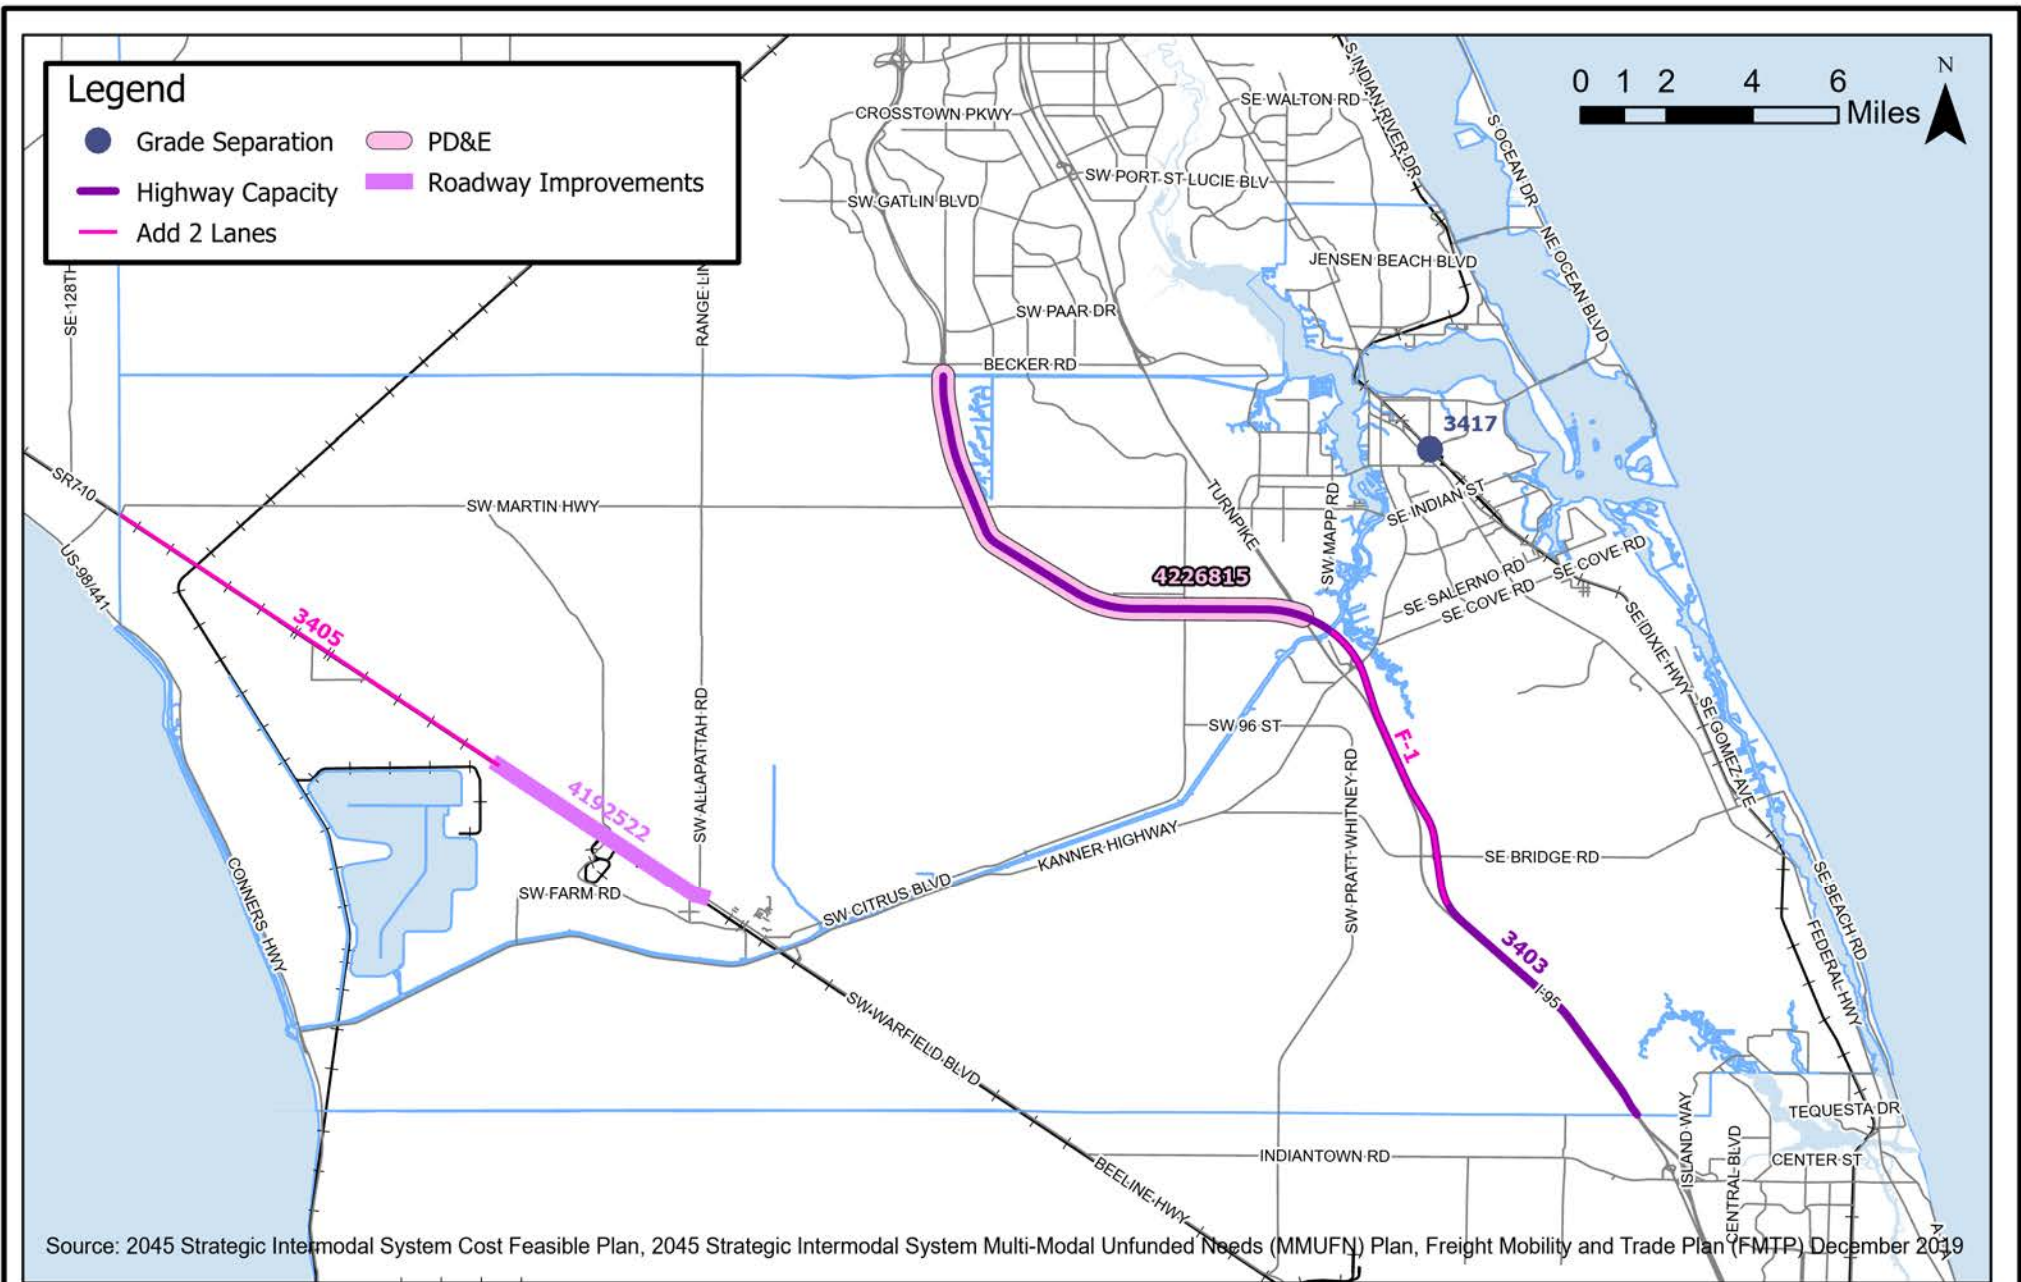 Legend
Grade Separation
PD&E
Highway Capacity
Roadway Improvements
Add 2 Lanes
0 1 2 4 6
Miles
N
S INDIAN RIVER DR
S OCEAN DR
SE WALTON RD
CROSSTOWN PKWY
SW PORT ST LUCIE BLV
SW GATLIN BLVD
NE OCEAN BLVD
JENSEN BEACH BLVD
SE 128TH
RANGE LIN
SW PAAR DR
BECKER RD
3417
SR710
SW MARTIN HWY
TURNPIKE
SW MAPP RD
SE INDIAN ST
US-98/441
4226815
SE SALERNO RD
SE COVE RD
SE COVE RD
3405
SE DIXIE HWY
SW ALLAPATTAH RD
SW 96 ST
F-1
SE GOMEZ AVE
SW PRATT WHITNEY RD
4192522
KANNER HIGHWAY
SE BRIDGE RD
CONNERS HWY
SW FARM RD
SW CITRUS BLVD
SE BEACH RD
FEDERAL HWY
3403
I-95
SW WARFIELD BLVD
TEQUESTA DR
ISLAND WAY
CENTRAL BLVD
CENTER ST
INDIANTOWN RD
BEELINE HWY
A1A
Source: 2045 Strategic Intermodal System Cost Feasible Plan, 2045 Strategic Intermodal System Multi-Modal Unfunded Needs (MMUFN) Plan, Freight Mobility and Trade Plan (FMTP) December 2019